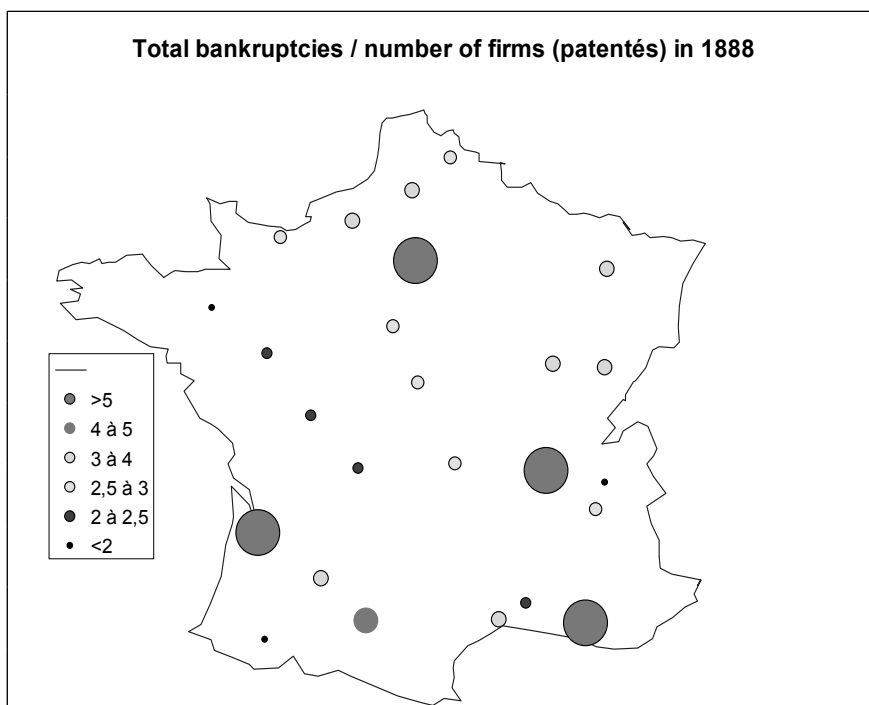 Total bankruptcies / number of firms (patentés) in 1888
>5
4 à 5
3 à 4
2,5 à 3
2 à 2,5
<2